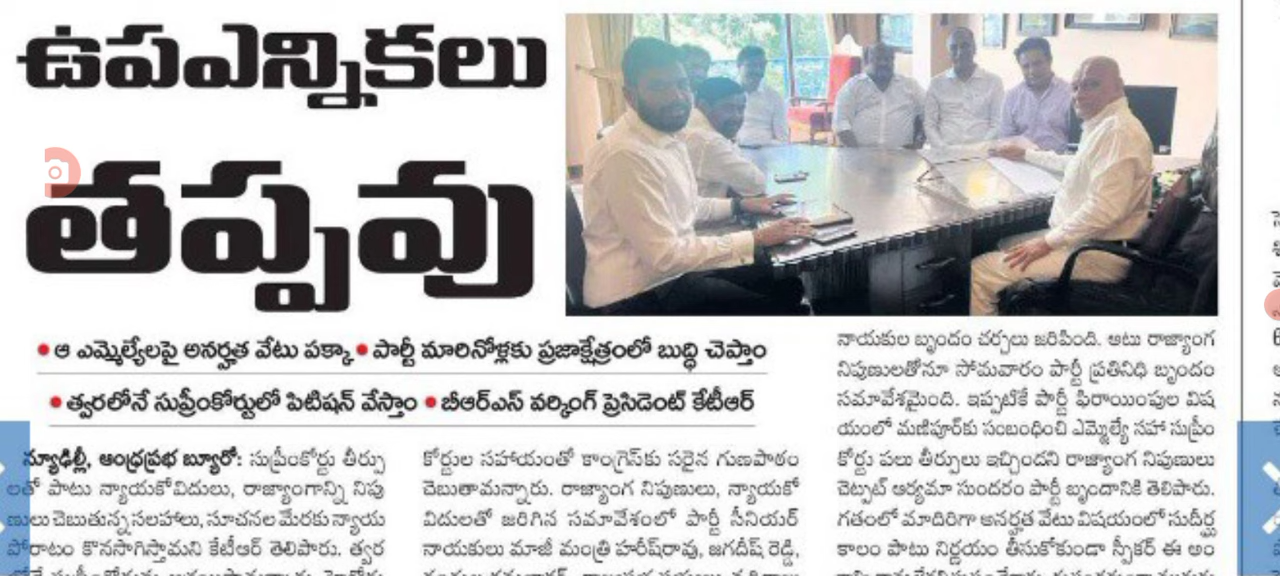 ఉపఎన్నికలు
తప్పవు
• ఆ ఎమ్మెల్యేలపై అనర్హత వేటు పక్కా • పార్టీ మారినోళ్లకు ప్రజాక్షేత్రంలో బుద్ధి చెప్తాం
• త్వరలోనే సుప్రీంకోర్టులో పిటిషన్ వేస్తాం • బీఆర్ఎస్ వర్కింగ్ ప్రెసిడెంట్ కేటీఆర్
న్యూఢిల్లీ, ఆంధ్రప్రభ బ్యూరో: సుప్రీంకోర్టు తీర్పు
లతో పాటు న్యాయకోవిదులు, రాజ్యాంగాన్ని నిపు
ణులు చెబుతున్న సలహాలు, సూచనల మేరకు న్యాయ
పోరాటం కొనసాగిస్తామని కేటీఆర్ తెలిపారు. త్వర
కోర్టుల సహాయంతో కాంగ్రెస్‌కు సరైన గుణపాఠం
చెబుతామన్నారు. రాజ్యాంగ నిపుణులు, న్యాయకో
విదులతో జరిగిన సమావేశంలో పార్టీ సీనియర్
నాయకులు మాజీ మంత్రి హరీష్‌రావు, జగదీష్ రెడ్డి,
నాయకుల బృందం చర్చలు జరిపింది. అటు రాజ్యాంగ
నిపుణులతోనూ సోమవారం పార్టీ ప్రతినిధి బృందం
సమావేశమైంది. ఇప్పటికే పార్టీ ఫిరాయింపుల విష
యంలో మణిపూర్‌కు సంబంధించి ఎమ్మెల్యే సహా సుప్రీం
కోర్టు పలు తీర్పులు ఇచ్చిందని రాజ్యాంగ నిపుణులు
చెట్పట్ ఆర్యమా సుందరం పార్టీ బృందానికి తెలిపారు.
గతంలో మాదిరిగా అనర్హత వేటు విషయంలో సుదీర్ఘ
కాలం పాటు నిర్ణయం తీసుకోకుండా స్పీకర్ ఈ అం